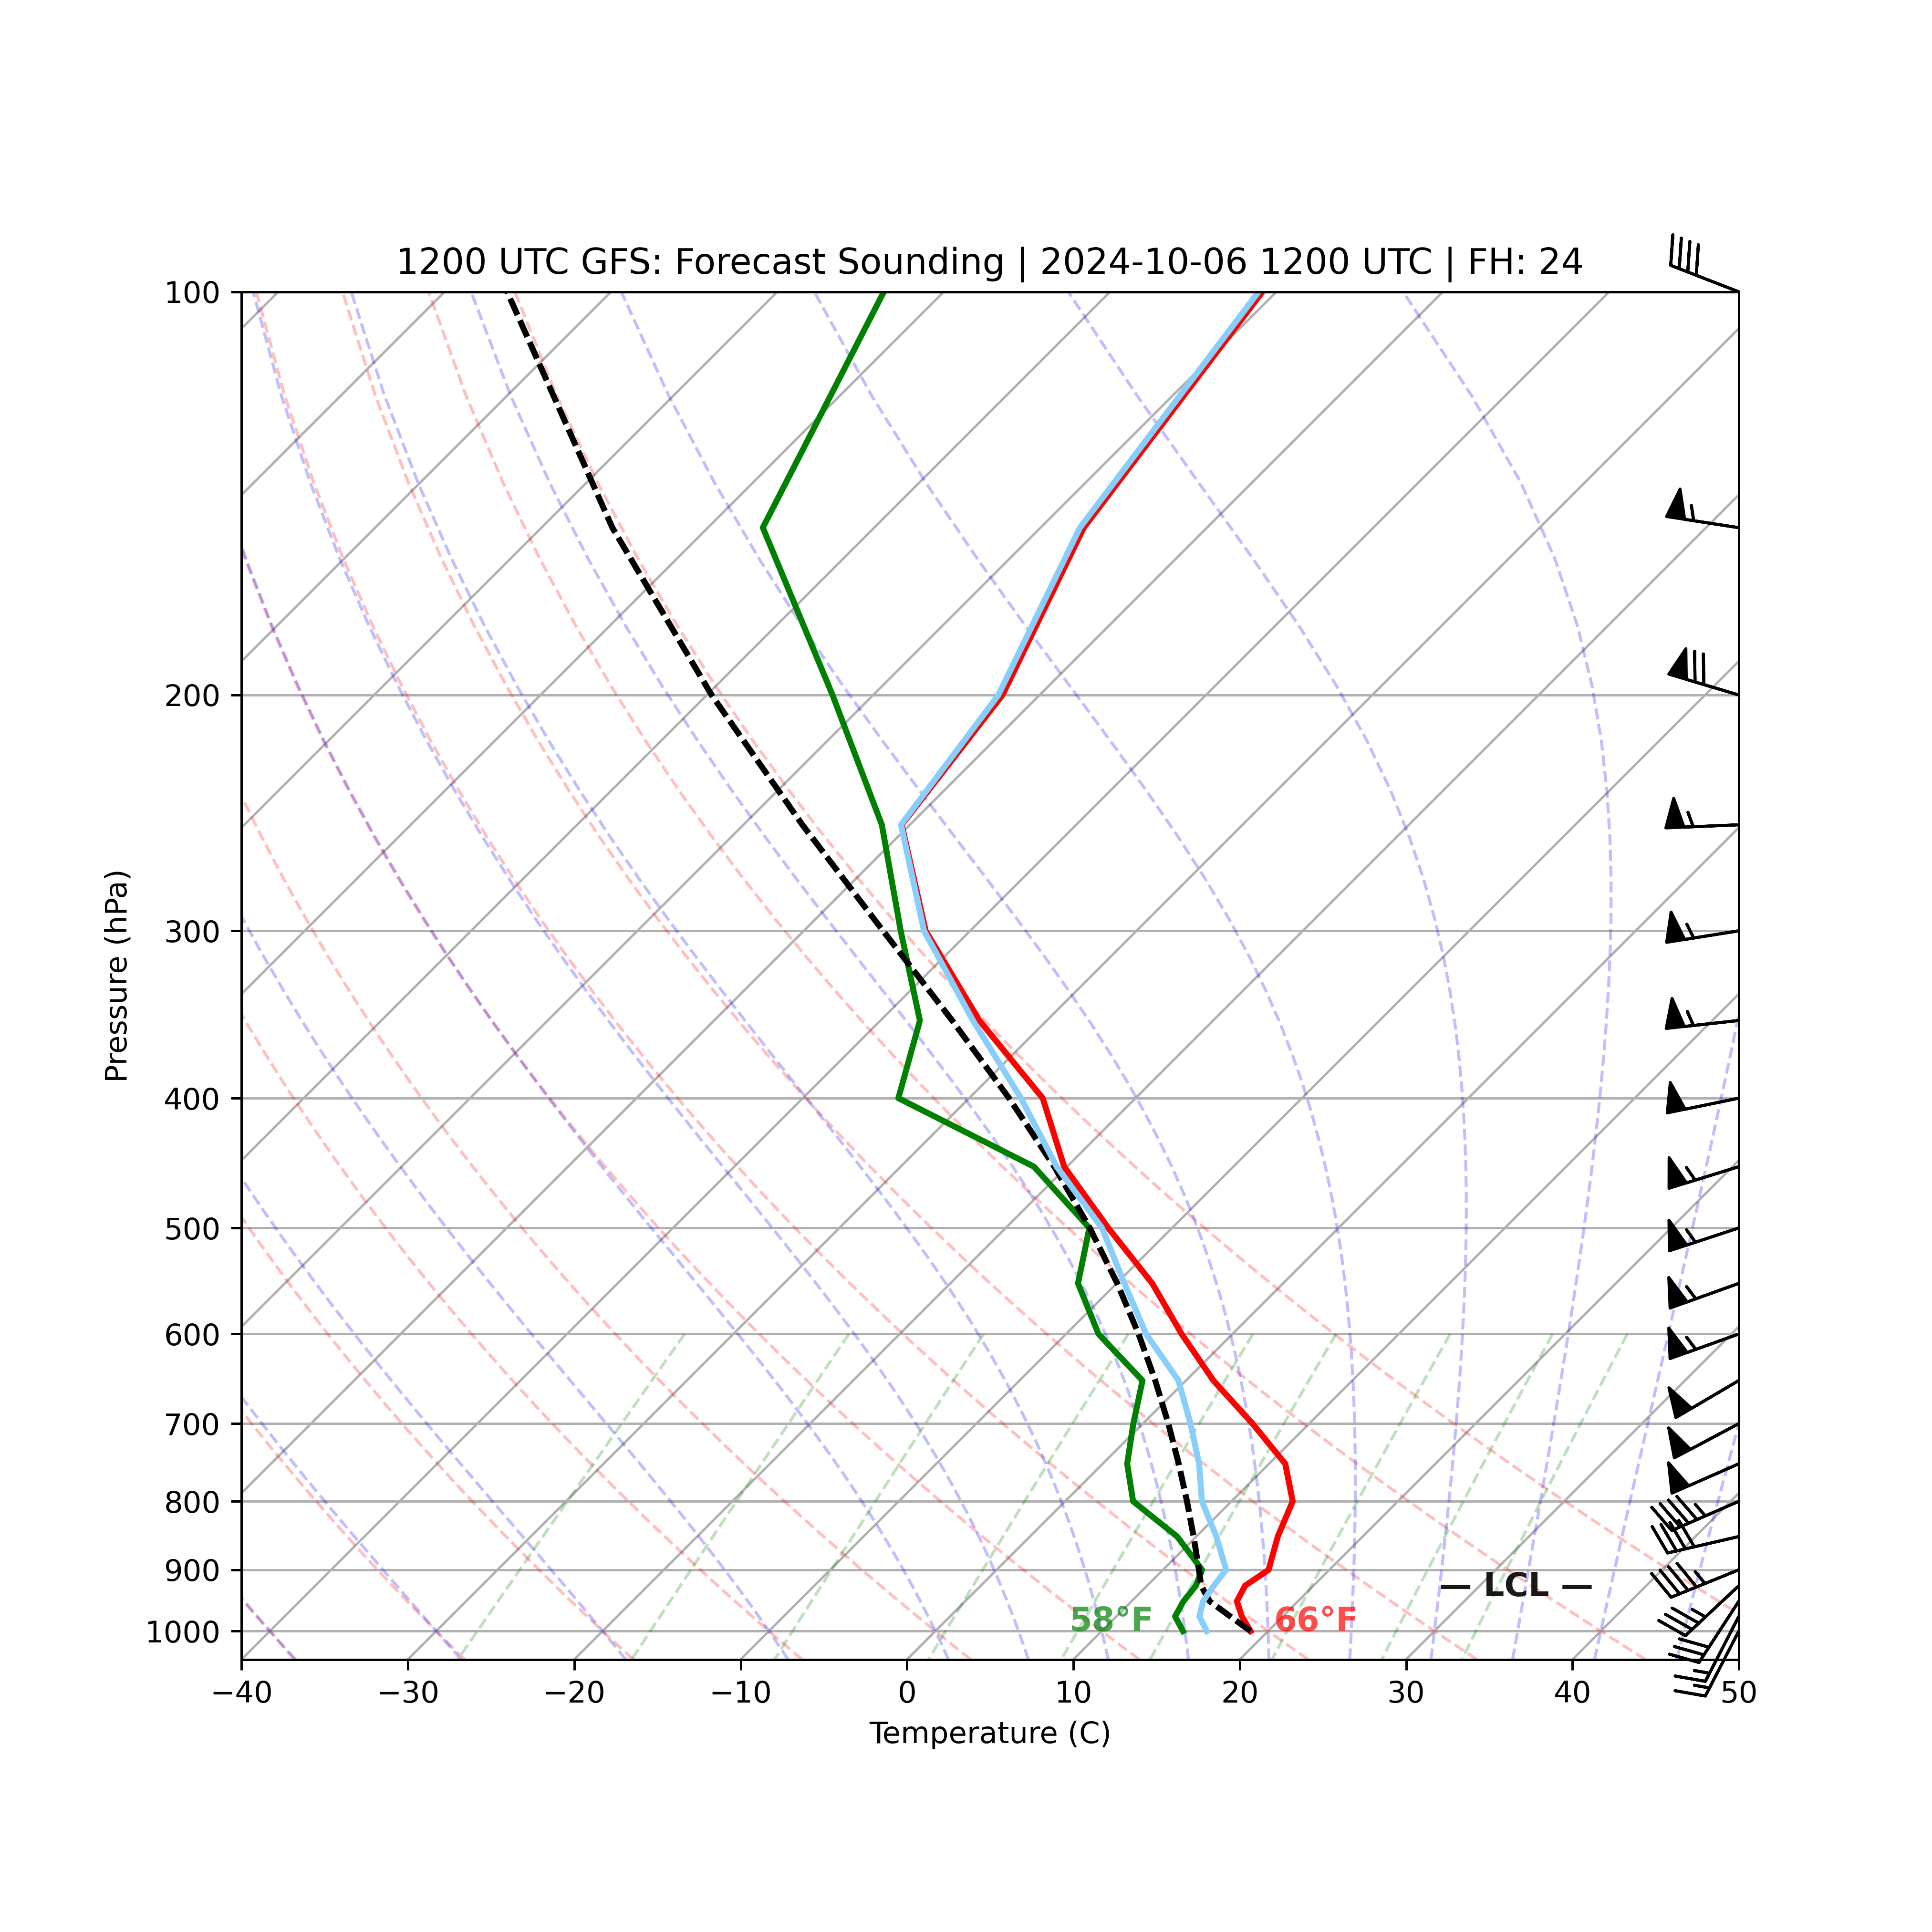 1200 UTC GFS: Forecast Sounding | 2024-10-06 1200 UTC | FH: 24
100
200
300
400
500
600
700
800
900
1000
Pressure (hPa)
— LCL —
58°F
66°F
−40 −30 −20 −10 0 10 20 30 40 50
Temperature (C)